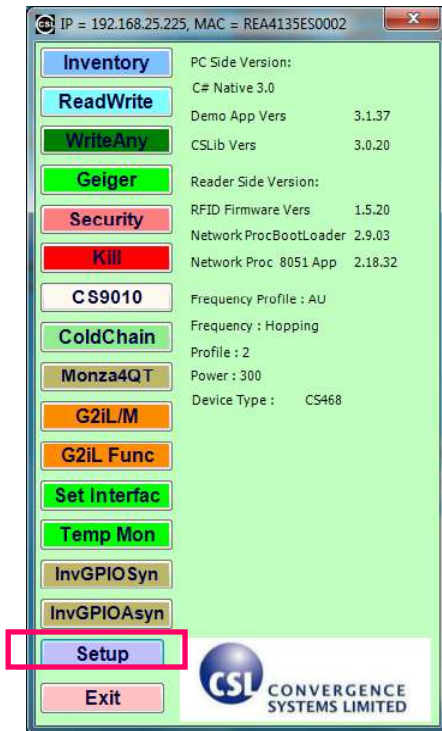 CSL IP = 192.168.25.225, MAC = REA4135ES0002
Inventory
ReadWrite
WriteAny
Geiger
Security
Kill
CS9010
ColdChain
Monza4QT
G2iL/M
G2iL Func
Set Interfac
Temp Mon
InvGPIOSyn
InvGPIOAsyn
Setup
Exit
PC Side Version:
C# Native 3.0
Demo App Vers 3.1.37
CSLib Vers 3.0.20
Reader Side Version:
RFID Firmware Vers 1.5.20
Network ProcBootLoader 2.9.03
Network Proc 8051 App 2.18.32
Frequency Profile : AU
Frequency : Hopping
Profile : 2
Power : 300
Device Type : CS468
CSL CONVERGENCE
SYSTEMS LIMITED